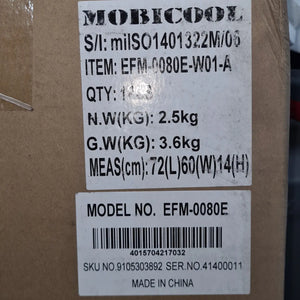 MOBICOOL
S/I: miISO1401322M/06
ITEM: EFM-0080E-W01-A
QTY:
N.W(KG): 2.5kg
G.W(KG): 3.6kg
MEAS(cm): 72(L)60(W)14(H)
MODEL NO. EFM-0080E
4015704217032
SKU NO.9105303892 SER.NO.41400011
MADE IN CHINA